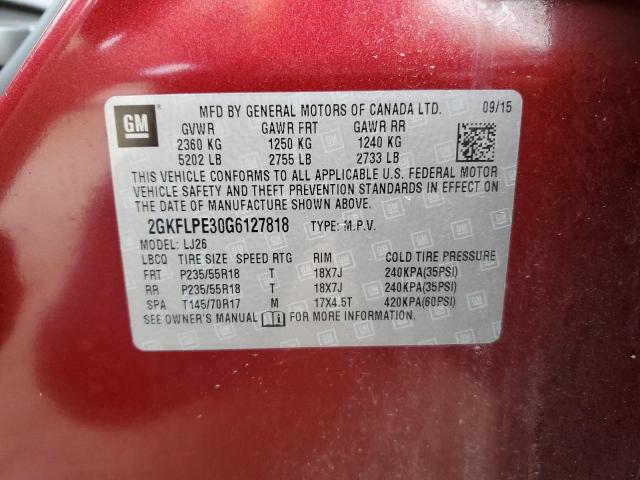 GM
MFD BY GENERAL MOTORS OF CANADA LTD. 09/15
GVWR GAWR FRT GAWR RR
2360 KG 1250 KG 1240 KG
5202 LB 2755 LB 2733 LB
THIS VEHICLE CONFORMS TO ALL APPLICABLE U.S. FEDERAL MOTOR
VEHICLE SAFETY AND THEFT PREVENTION STANDARDS IN EFFECT ON
THE DATE OF MANUFACTURE SHOWN ABOVE.
2GKFLPE30G6127818 TYPE: M.P.V.
MODEL: LJ26
LBCQ TIRE SIZE SPEED RTG RIM COLD TIRE PRESSURE
FRT P235/55R18 T 18X7J 240KPA(35PSI)
RR P235/55R18 T 18X7J 240KPA(35PSI)
SPA T145/70R17 M 17X4.5T 420KPA(60PSI)
SEE OWNER'S MANUAL FOR MORE INFORMATION.